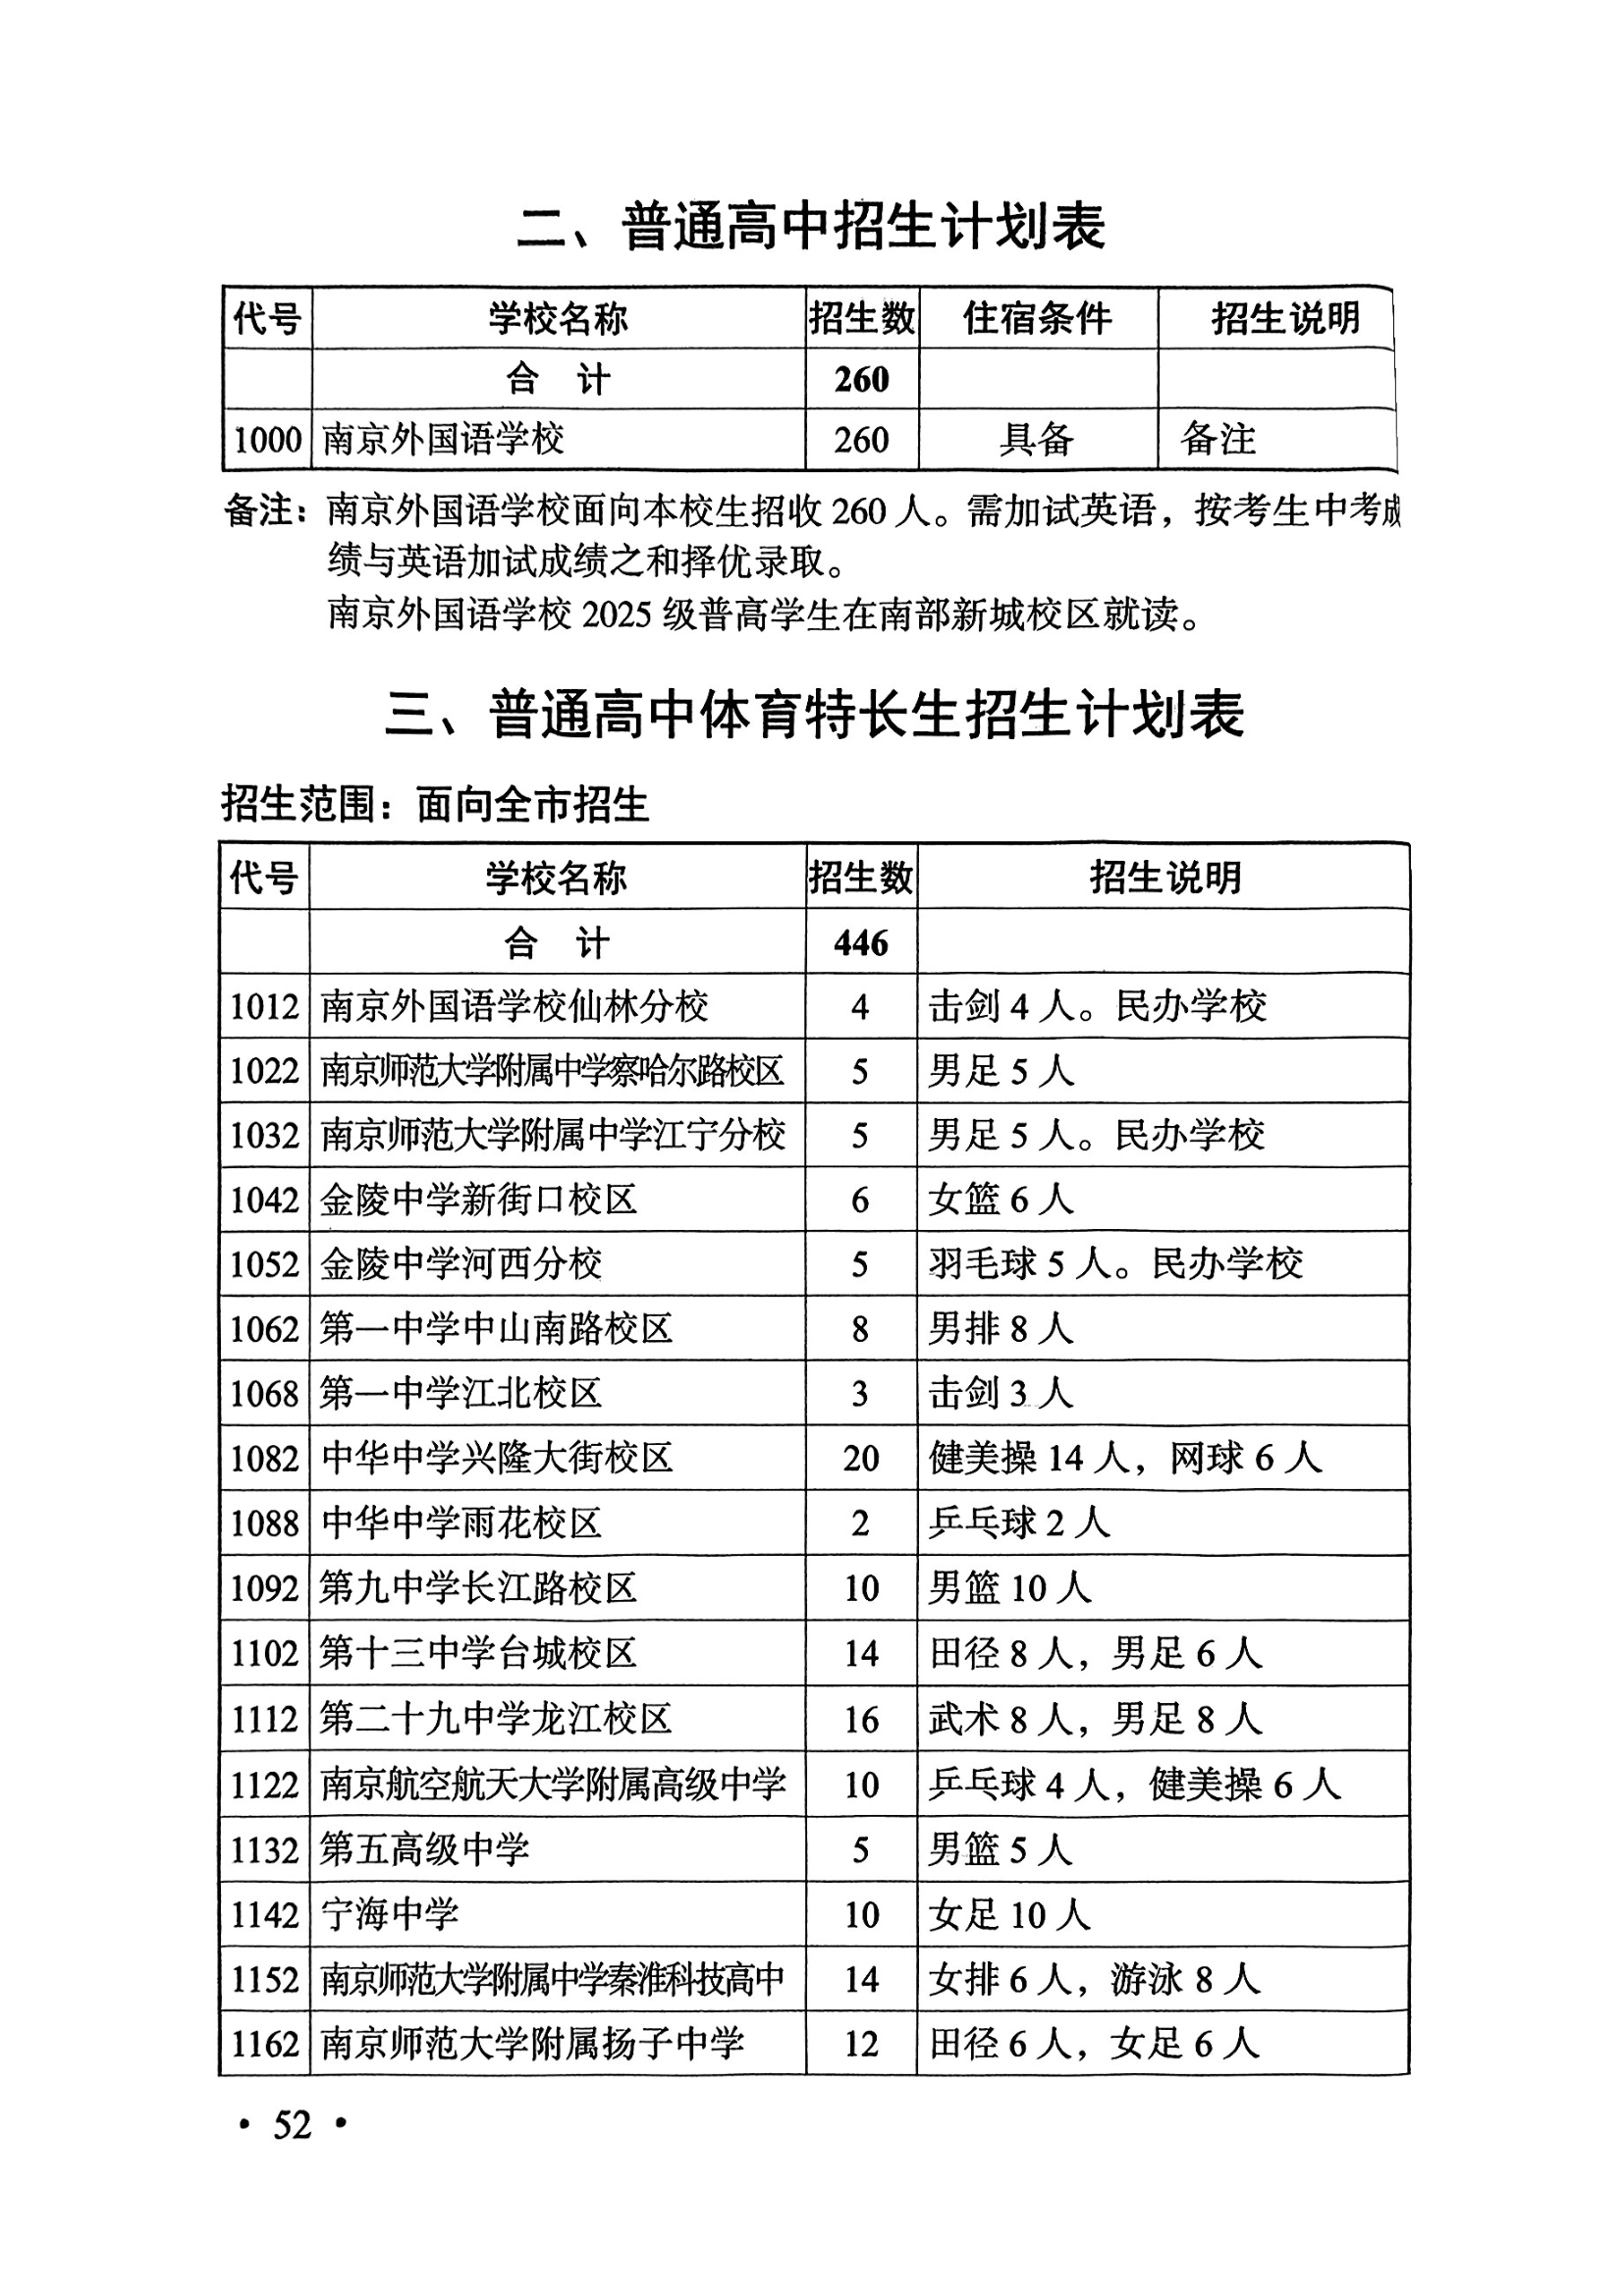 二、普通高中招生计划表
代号 学校名称 招生数 住宿条件 招生说明
合 计 260
1000 南京外国语学校 260 具备 备注
备注：南京外国语学校面向本校生招收 260 人。需加试英语，按考生中考成
绩与英语加试成绩之和择优录取。
南京外国语学校 2025 级普高学生在南部新城校区就读。
三、普通高中体育特长生招生计划表
招生范围：面向全市招生
代号 学校名称 招生数 招生说明
合 计 446
1012 南京外国语学校仙林分校 4 击剑 4 人。民办学校
1022 南京师范大学附属中学察哈尔路校区 5 男足 5 人
1032 南京师范大学附属中学江宁分校 5 男足 5 人。民办学校
1042 金陵中学新街口校区 6 女篮 6 人
1052 金陵中学河西分校 5 羽毛球 5 人。民办学校
1062 第一中学中山南路校区 8 男排 8 人
1068 第一中学江北校区 3 击剑 3 人
1082 中华中学兴隆大街校区 20 健美操 14 人，网球 6 人
1088 中华中学雨花校区 2 乒乓球 2 人
1092 第九中学长江路校区 10 男篮 10 人
1102 第十三中学台城校区 14 田径 8 人，男足 6 人
1112 第二十九中学龙江校区 16 武术 8 人，男足 8 人
1122 南京航空航天大学附属高级中学 10 乒乓球 4 人，健美操 6 人
1132 第五高级中学 5 男篮 5 人
1142 宁海中学 10 女足 10 人
1152 南京师范大学附属中学秦淮科技高中 14 女排 6 人，游泳 8 人
1162 南京师范大学附属扬子中学 12 田径 6 人，女足 6 人
· 52 ·